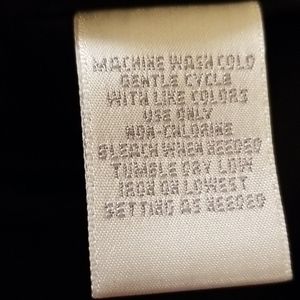 MACHINE WASH COLD
GENTLE CYCLE
WITH LIKE COLORS
USE ONLY
NON-CHLORINE
BLEACH WHEN NEEDED
TUMBLE DRY LOW
IRON ON LOWEST
SETTING AS NEEDED